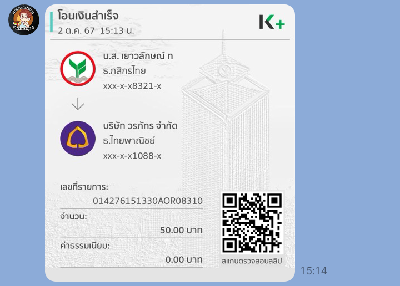 โอนเงินสำเร็จ
2 ต.ค. 67 15:13 น.
K+
น.ส. เยาวลักษณ์ ก
ธ.กสิกรไทย
xxx-x-x8321-x
บริษัท วรภัทร จำกัด
ธ.ไทยพาณิชย์
xxx-x-x1088-x
เลขที่รายการ:
014276151330AOR08310
จำนวน:
50.00 บาท
ค่าธรรมเนียม:
0.00 บาท
สแกนตรวจสอบสลิป
15:14